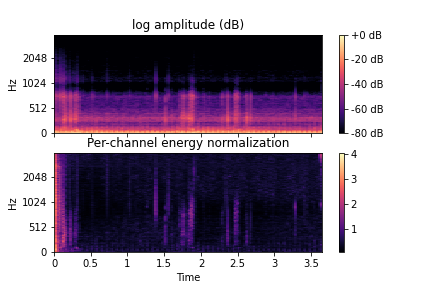 log amplitude (dB)
Hz
2048
1024
512
0
+0 dB
-20 dB
-40 dB
-60 dB
-80 dB
Per-channel energy normalization
Hz
2048
1024
512
0
4
3
2
1
0 0.5 1 1.5 2 2.5 3 3.5
Time